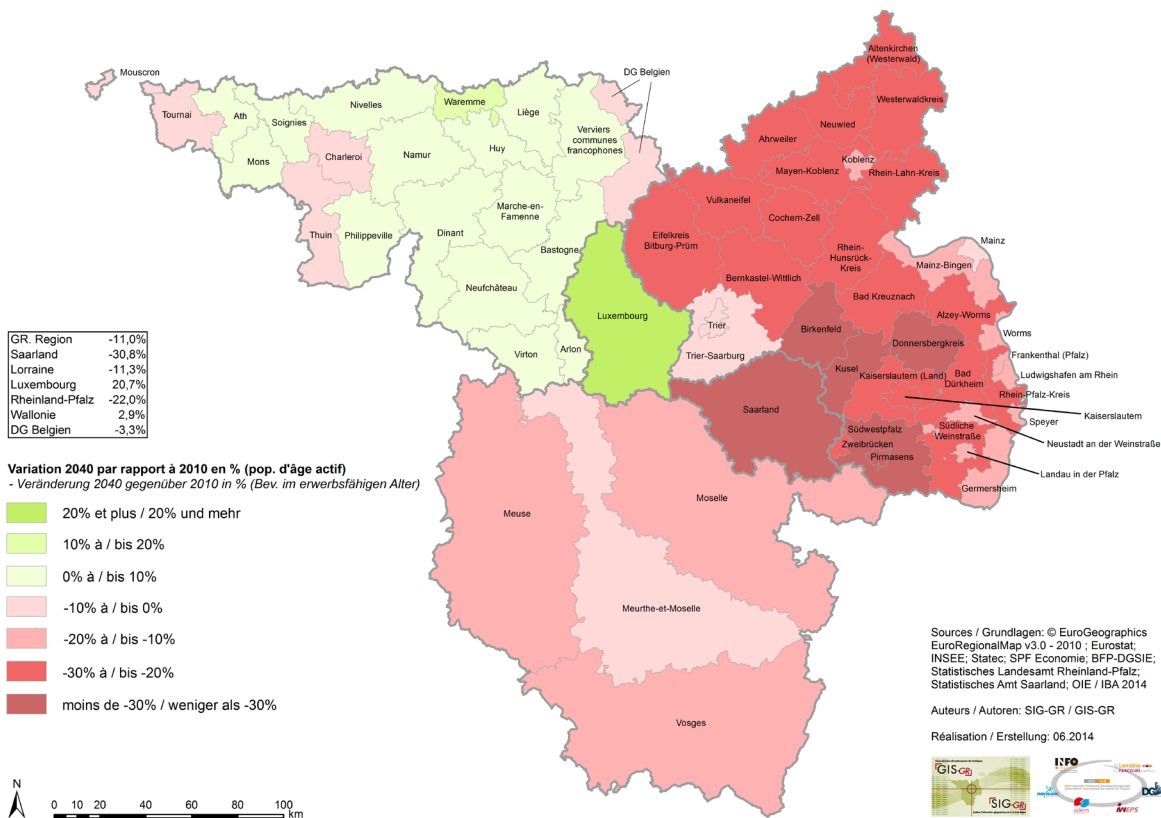 Altenkirchen
(Westerwald)
Mouscron
DG Belgien
Westerwaldkreis
Waremme
Nivelles
Tournai
Ath
Liège
Soignies
Neuwied
Verviers
communes
francophones
Ahrweiler
Mons
Charleroi
Namur
Huy
Koblenz
Mayen-Koblenz
Rhein-Lahn-Kreis
Vulkaneifel
Marche-en-
Famenne
Cochem-Zell
Thuin
Philippeville
Dinant
Eifelkreis
Bitburg-Prüm
Mainz
Bastogne
Rhein-
Hunsrück-
Kreis
Mainz-Bingen
Bernkastel-Wittlich
Neufchâteau
Bad Kreuznach
Luxembourg
Alzey-Worms
Trier
Birkenfeld
Worms
Donnersbergkreis
Virton
Arlon
Trier-Saarburg
Frankenthal (Pfalz)
Kusel
Kaiserslautern (Land)
Bad
Dürkheim
Ludwigshafen am Rhein
Rhein-Pfalz-Kreis
Saarland
Kaiserslautern
Speyer
Südwestpfalz
Südliche
Weinstraße
Neustadt an der Weinstraße
Zweibrücken
Pirmasens
Landau in der Pfalz
Germersheim
Moselle
Meuse
Meurthe-et-Moselle
Vosges
GR. Region -11,0%
Saarland -30,8%
Lorraine -11,3%
Luxembourg 20,7%
Rheinland-Pfalz -22,0%
Wallonie 2,9%
DG Belgien -3,3%
Variation 2040 par rapport à 2010 en % (pop. d'âge actif)
- Veränderung 2040 gegenüber 2010 in % (Bev. im erwerbsfähigen Alter)
20% et plus / 20% und mehr
10% à / bis 20%
0% à / bis 10%
-10% à / bis 0%
-20% à / bis -10%
-30% à / bis -20%
moins de -30% / weniger als -30%
N
0 10 20 40 60 80 100
km
Sources / Grundlagen: © EuroGeographics
EuroRegionalMap v3.0 - 2010 ; Eurostat;
INSEE; Statec; SPF Economie; BFP-DGSIE;
Statistisches Landesamt Rheinland-Pfalz;
Statistisches Amt Saarland; OIE / IBA 2014
Auteurs / Autoren: SIG-GR / GIS-GR
Réalisation / Erstellung: 06.2014
GIS-GR
SIG-GR
INFO
Lorraine
PARCOURS
adem
IWEPS
DG